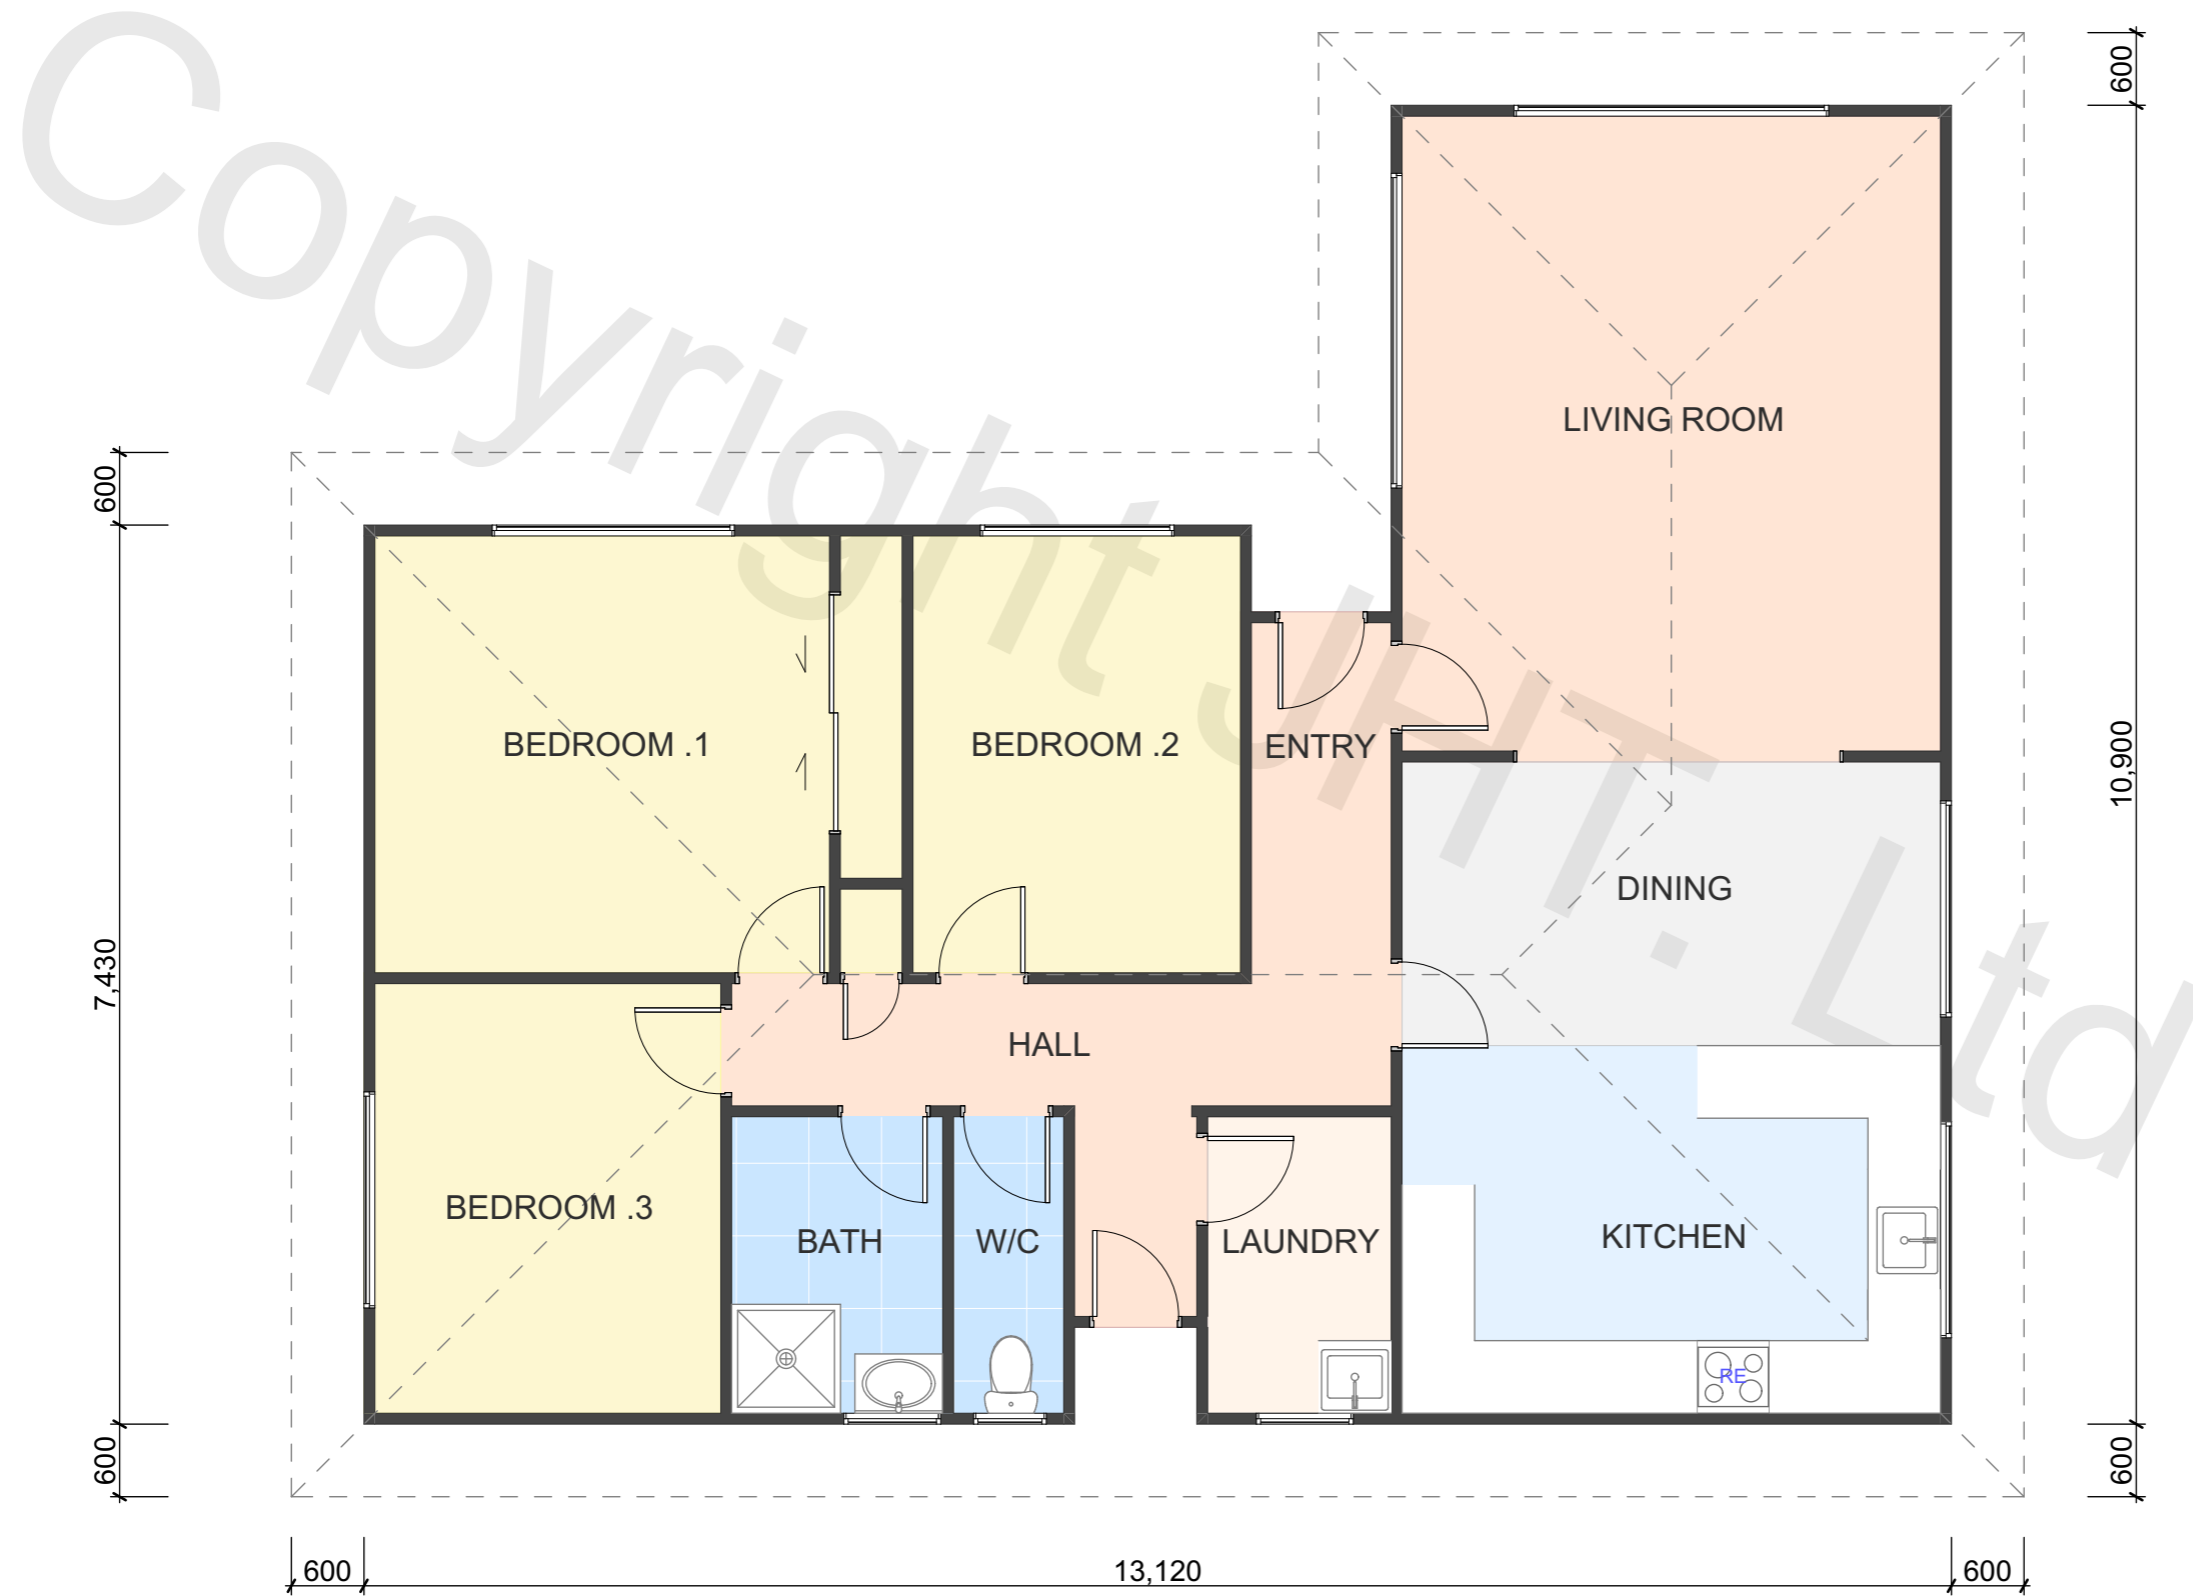 Copyright JHT. Ltd
600
600
LIVING ROOM
600
BEDROOM .1
BEDROOM .2
ENTRY
10,900
DINING
7,430
HALL
BEDROOM .3
BATH
W/C
LAUNDRY
KITCHEN
RE
600
600
600
13,120
600